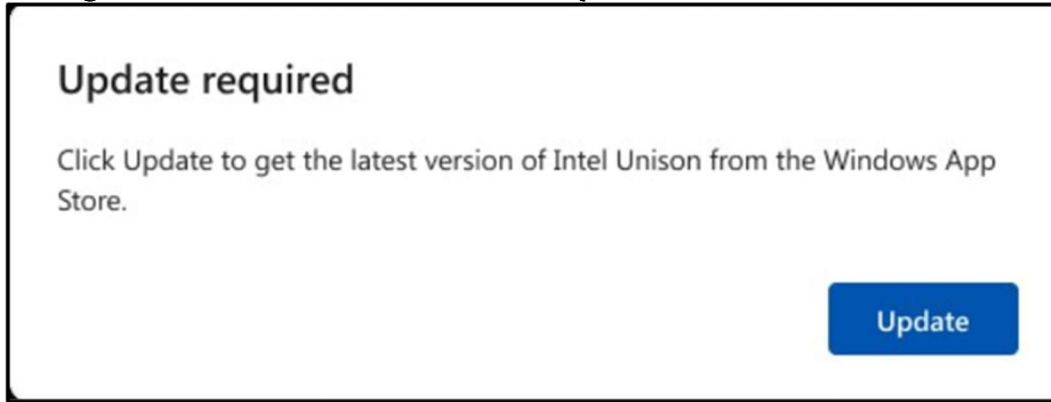 Update required
Click Update to get the latest version of Intel Unison from the Windows App
Store.
Update